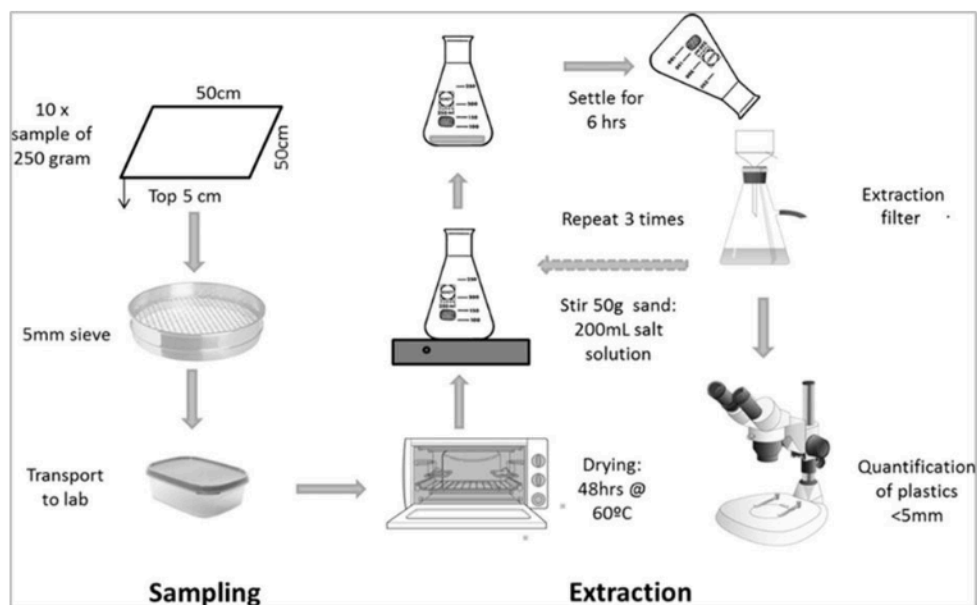 10 x
sample of
250 gram
50cm
50cm
Top 5 cm
5mm sieve
Transport
to lab
Drying:
48hrs @
60ºC
Stir 50g sand:
200mL salt
solution
Settle for
6 hrs
Extraction
filter
Repeat 3 times
Quantification
of plastics
<5mm
Sampling
Extraction